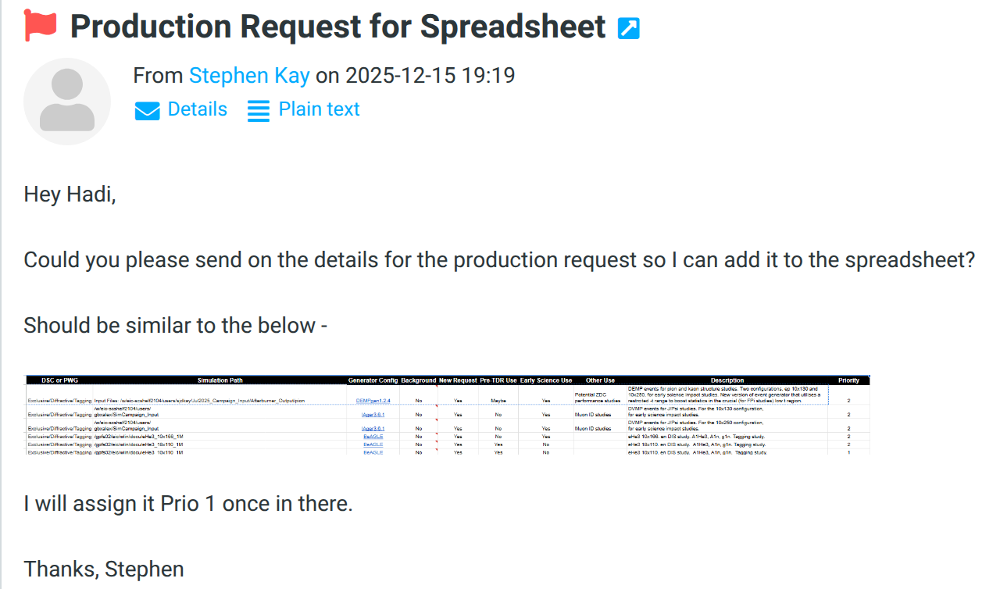 Production Request for Spreadsheet
From Stephen Kay on 2025-12-15 19:19
Details Plain text
Hey Hadi,
Could you please send on the details for the production request so I can add it to the spreadsheet?
Should be similar to the below -
DSC or PWG Simulation Path Generator Config Background New Request Pre-TDR Use Early Science Use Other Use Description Priority
DEMP events for pion and kaon structure studies. Two configurations, ep 10x130 and
Potential ZDC 10x250, for early science impact studies. New version of event generator that utilises a
Exclusive/Diffractive/Tagging Input Files: /w/eic-scshelf2104/users/sjdkay/Jul2025_Campaign_Input/Afterburner_Output/pion DEMPgen1.2.4 No Yes Maybe Yes performance studies restricted -t range to boost statistics in the crucial (for FPi studies) low t region. 2
/w/eic-scshelf2104/users/ DVMP events for J/Psi studies. For the 10x130 configuration,
Exclusive/Diffractive/Tagging gbxalex/SimCampaign_Input lAger3.6.1 No Yes No Yes Muon ID studies for early science impact studies. 2
/w/eic-scshelf2104/users/ DVMP events for J/Psi studies. For the 10x250 configuration,
Exclusive/Diffractive/Tagging gbxalex/SimCampaign_Input lAger3.6.1 No Yes No Yes Muon ID studies for early science impact studies. 2
Exclusive/Diffractive/Tagging /gpfs02/eic/wlin/docu/eHe3_10x166_1M BeAGLE No Yes No Yes eHe3 10x166. en DIS study. A1He3, A1n, g1n. Tagging study. 2
Exclusive/Diffractive/Tagging /gpfs02/eic/wlin/docu/eHe3_18x110_1M BeAGLE No Yes Yes No eHe3 18x110. en DIS study. A1He3, A1n, g1n. Tagging study. 2
Exclusive/Diffractive/Tagging /gpfs02/eic/wlin/docu/eHe3_10x110_1M BeAGLE No Yes Yes No eHe3 10x110. en DIS study. A1He3, A1n, g1n. Tagging study. 1
I will assign it Prio 1 once in there.
Thanks, Stephen